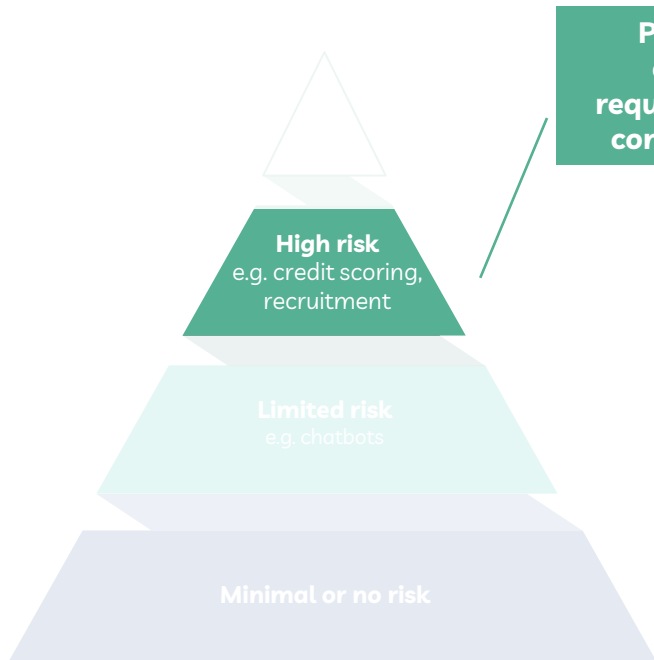 High risk
e.g. credit scoring,
recruitment
Limited risk
e.g. chatbots
Minimal or no risk